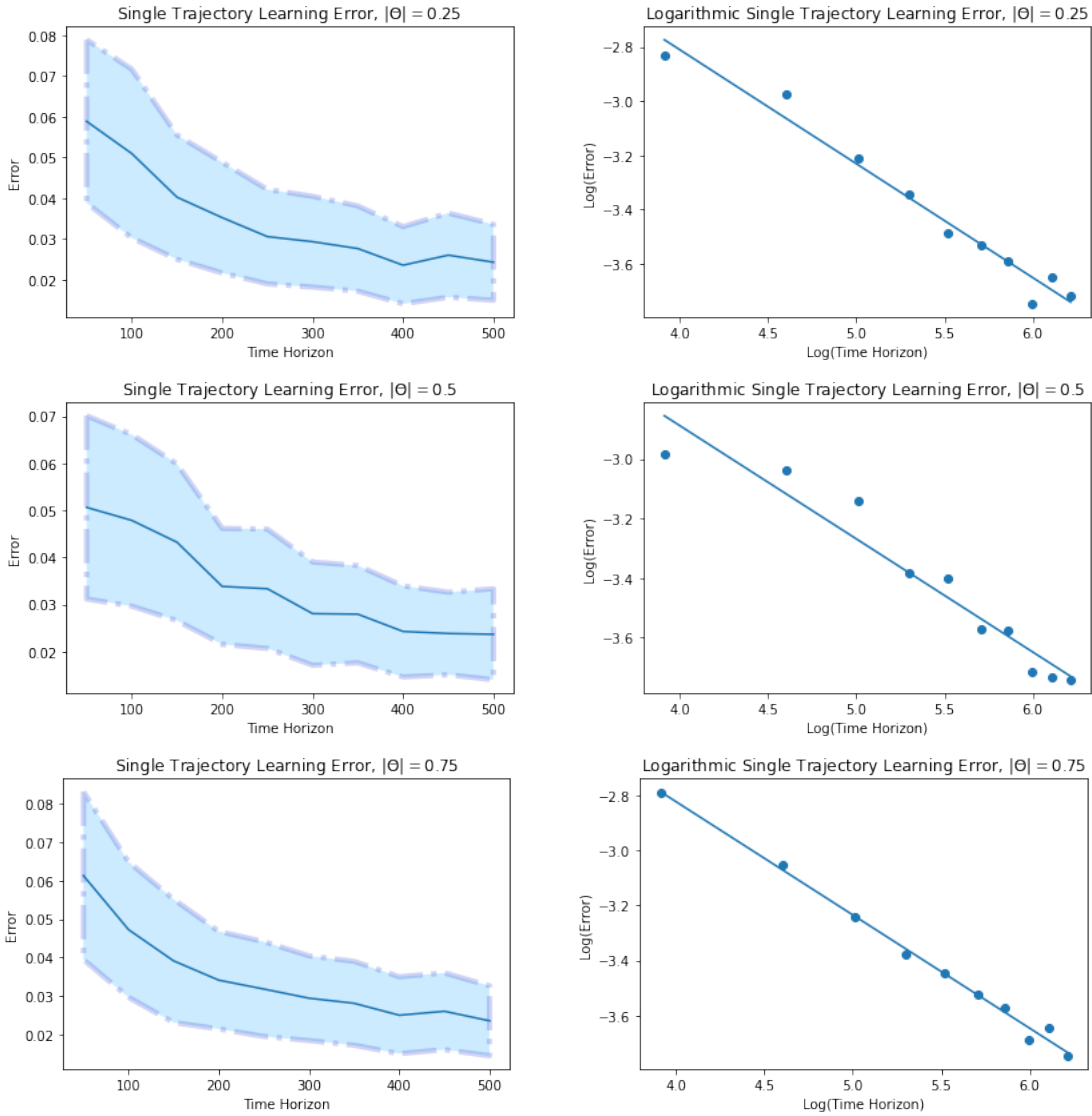 Single Trajectory Learning Error, |Θ| = 0.25
0.08
0.07
0.06
0.05
0.04
0.03
0.02
Error
100 200 300 400 500
Time Horizon
Logarithmic Single Trajectory Learning Error, |Θ| = 0.25
−2.8
−3.0
−3.2
−3.4
−3.6
Log(Error)
4.0 4.5 5.0 5.5 6.0
Log(Time Horizon)
Single Trajectory Learning Error, |Θ| = 0.5
0.07
0.06
0.05
0.04
0.03
0.02
Error
100 200 300 400 500
Time Horizon
Logarithmic Single Trajectory Learning Error, |Θ| = 0.5
−3.0
−3.2
−3.4
−3.6
Log(Error)
4.0 4.5 5.0 5.5 6.0
Log(Time Horizon)
Single Trajectory Learning Error, |Θ| = 0.75
0.08
0.07
0.06
0.05
0.04
0.03
0.02
Error
100 200 300 400 500
Time Horizon
Logarithmic Single Trajectory Learning Error, |Θ| = 0.75
−2.8
−3.0
−3.2
−3.4
−3.6
Log(Error)
4.0 4.5 5.0 5.5 6.0
Log(Time Horizon)